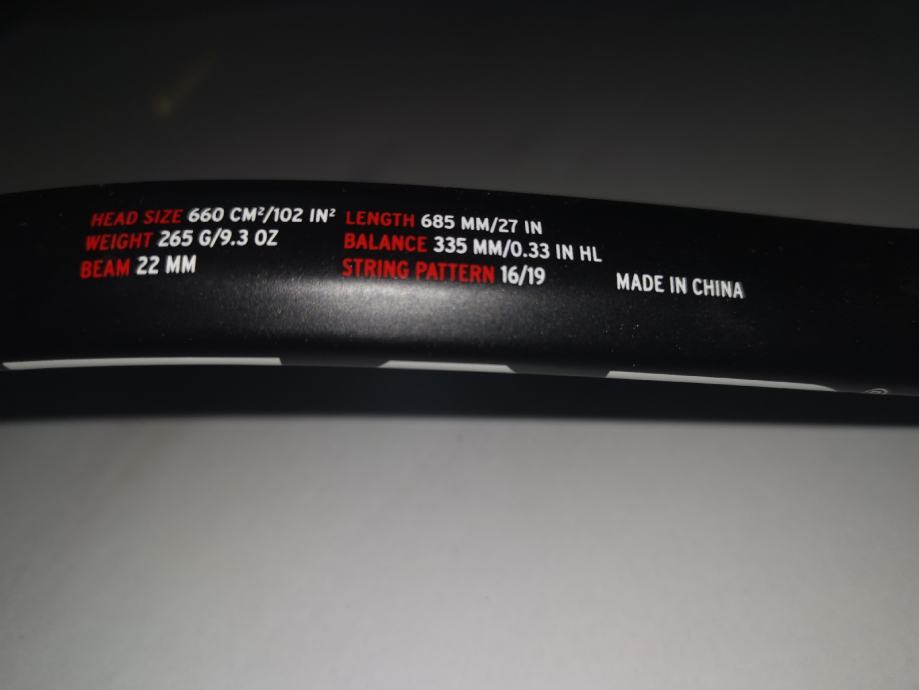 HEAD SIZE 660 CM²/102 IN²
WEIGHT 265 G/9.3 OZ
BEAM 22 MM
LENGTH 685 MM/27 IN
BALANCE 335 MM/0.33 IN HL
STRING PATTERN 16/19
MADE IN CHINA